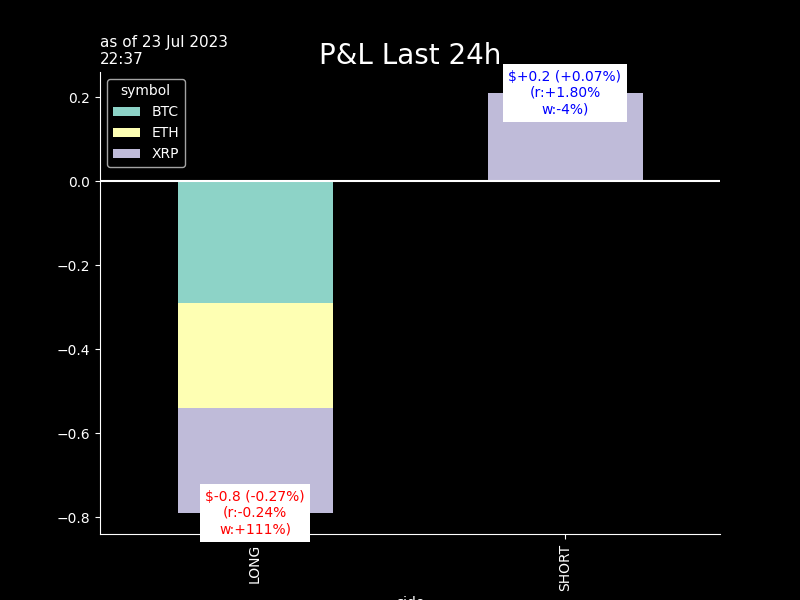 as of 23 Jul 2023
22:37
P&L Last 24h
symbol
BTC
ETH
XRP
$+0.2 (+0.07%)
(r:+1.80%
w:-4%)
0.2
0.0
−0.2
−0.4
−0.6
−0.8
$-0.8 (-0.27%)
(r:-0.24%
w:+111%)
LONG
SHORT
side